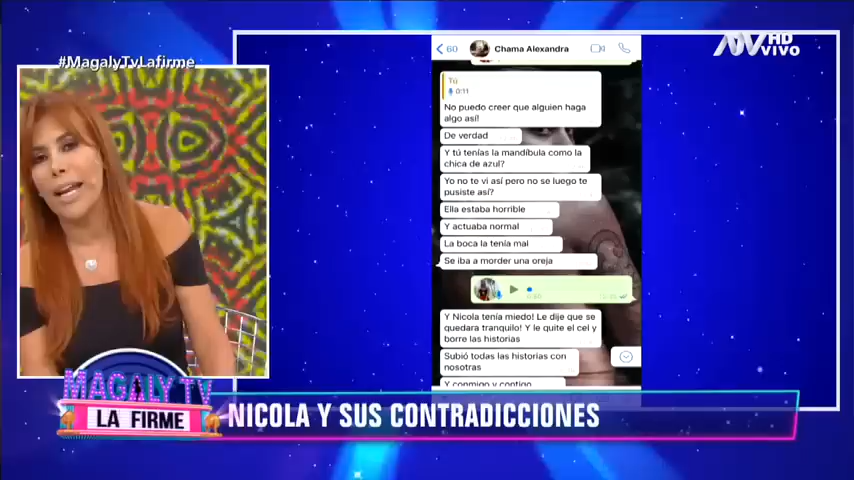 #MagalyTvLafirme
ATV HD
VIVO
60
Chama Alexandra
Tú
0:11
No puedo creer que alguien haga
algo así!
De verdad
Y tú tenías la mandíbula como la
chica de azul?
Yo no te vi así pero no se luego te
pusiste así?
Ella estaba horrible
Y actuaba normal
La boca la tenía mal
Se iba a morder una oreja
Y Nicola tenía miedo! Le dije que se
quedara tranquilo! Y le quite el cel y
borre las historias
Subió todas las historias con
nosotras
Y conmigo y contigo
MAGALY TV
LA FIRME
NICOLA Y SUS CONTRADICCIONES